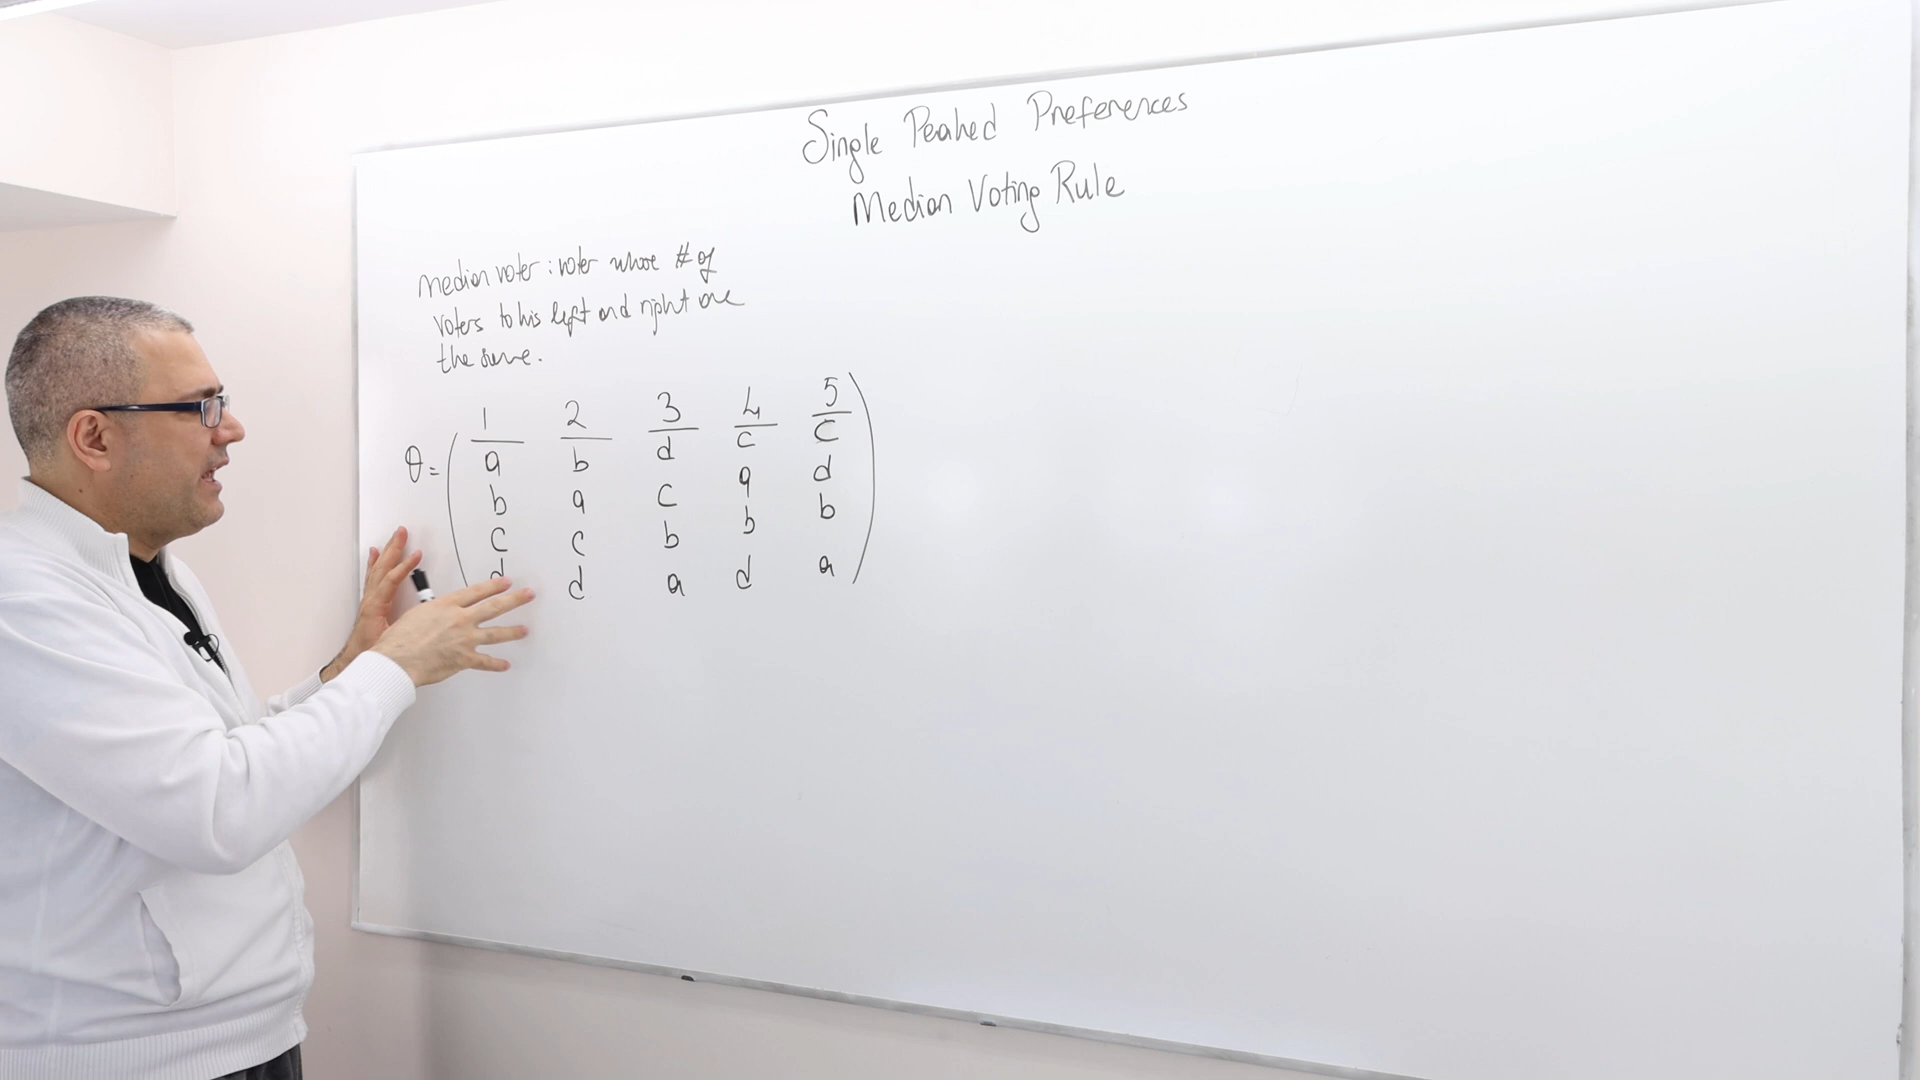 Single Peaked Preferences
Median Voting Rule
Median voter : voter whose # of
voters to his left and right are
the same.
1 2 3 4 5
θ = ( a b d c c )
b a c a d
c c b b b
d d a d a